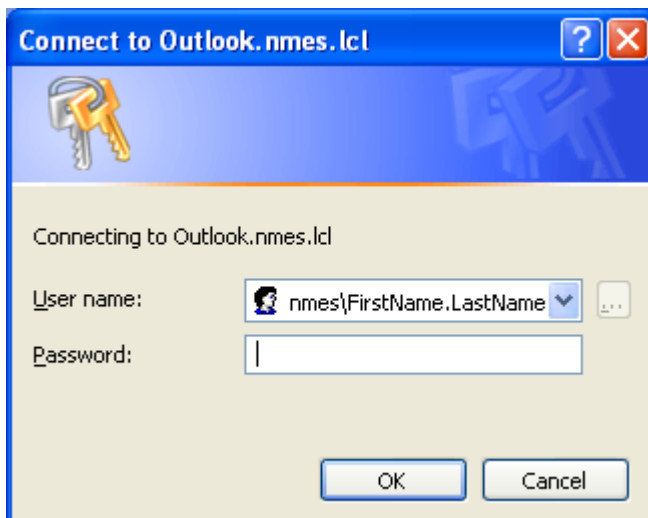 Connect to Outlook.nmes.lcl
Connecting to Outlook.nmes.lcl
User name: nmes\FirstName.LastName ...
Password:
OK Cancel